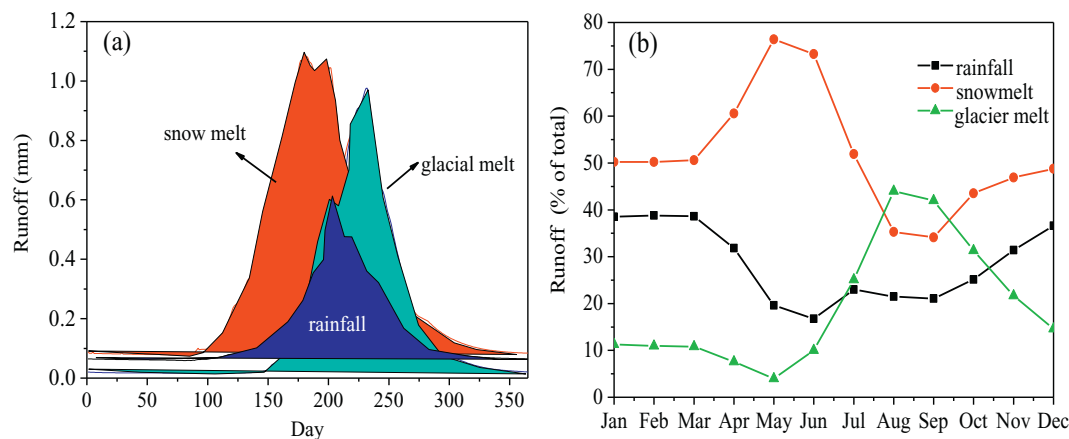 (a)
snow melt
glacial melt
rainfall
Runoff (mm)
1.2
1.0
0.8
0.6
0.4
0.2
0.0
0 50 100 150 200 250 300 350
Day
(b)
rainfall
snowmelt
glacier melt
Runoff (% of total)
80
70
60
50
40
30
20
10
0
Jan Feb Mar Apr May Jun Jul Aug Sep Oct Nov Dec